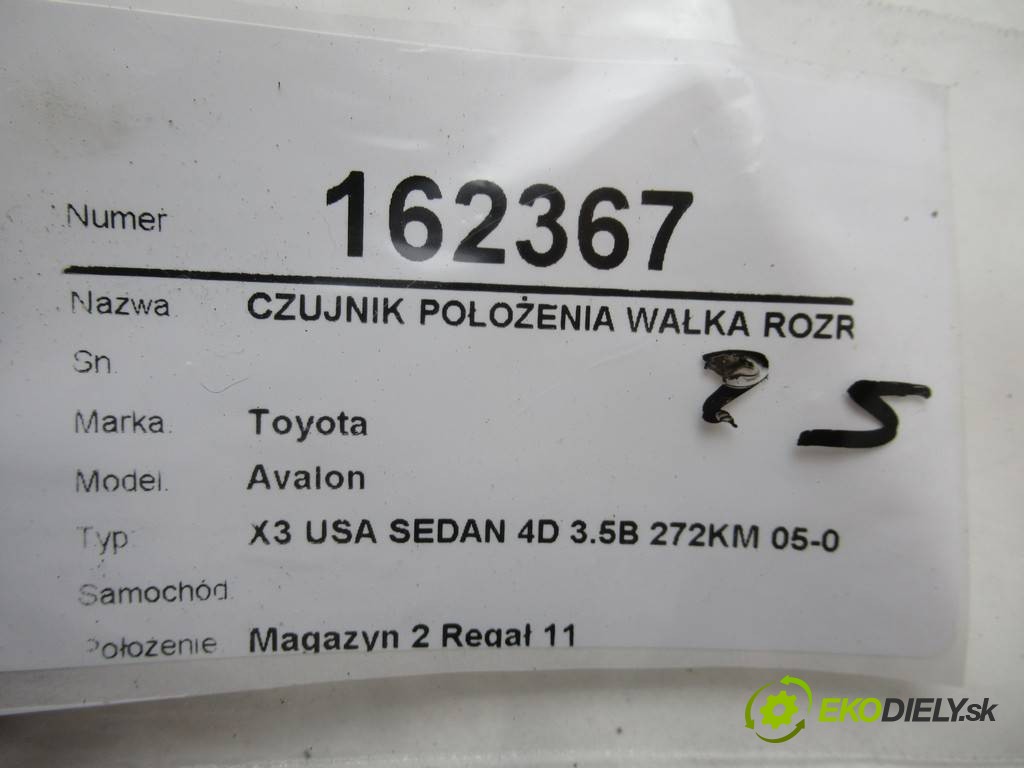 Numer 162367
Nazwa CZUJNIK POŁOŻENIA WAŁKA ROZR
Sn.
Marka. Toyota
Model. Avalon
Typ: X3 USA SEDAN 4D 3.5B 272KM 05-0
Samochód.
Położenie Magazyn 2 Regał 11
5
EKODIELY.sk